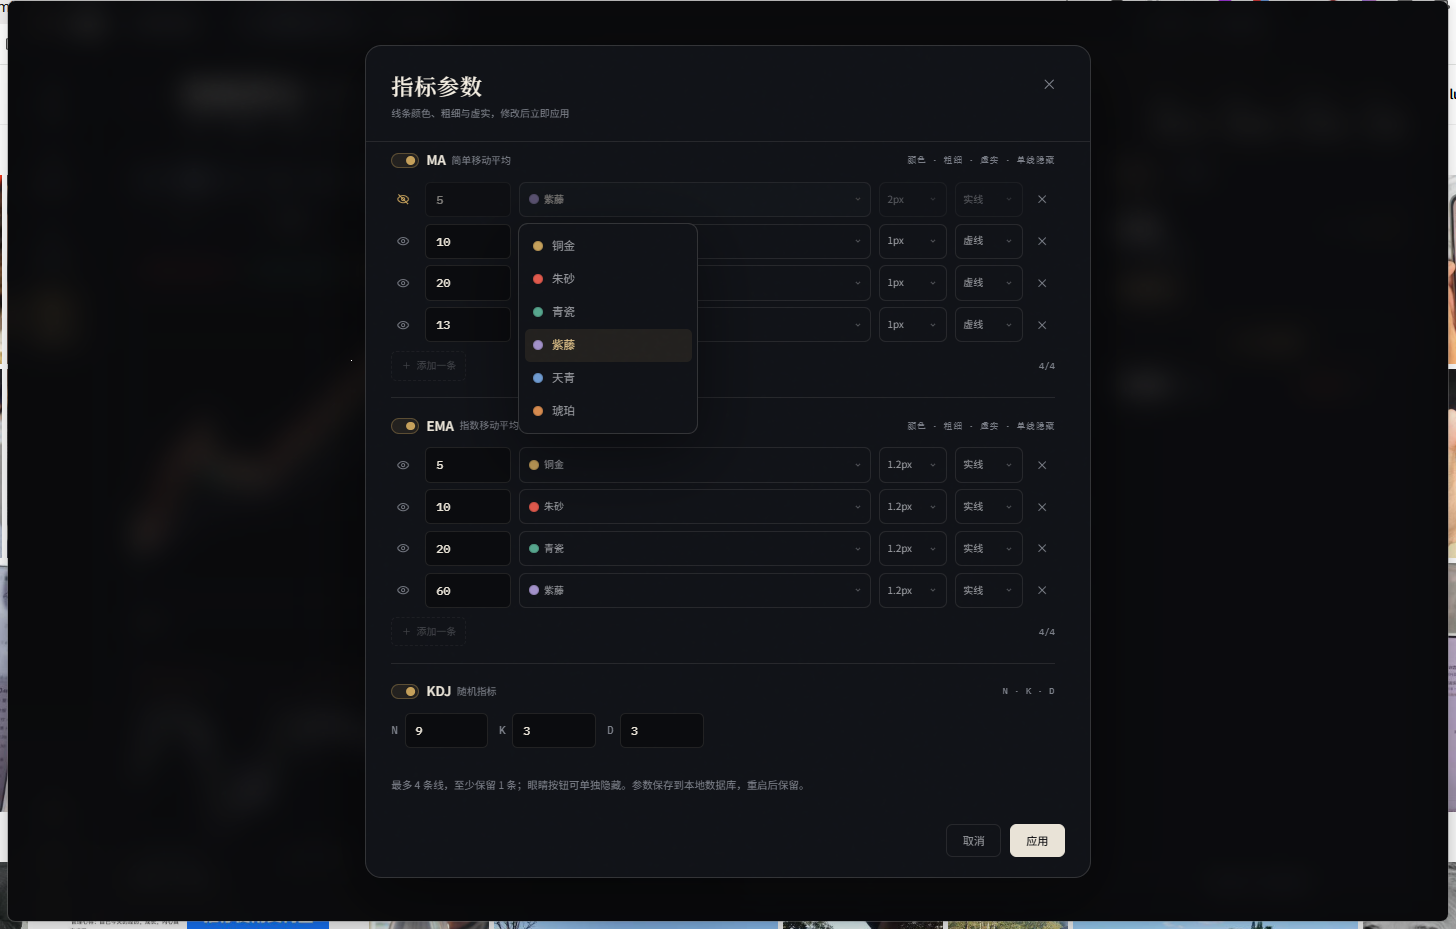 指标参数
线条颜色、粗细与虚实，修改后立即应用
MA 简单移动平均 颜色 · 粗细 · 虚实 · 单线隐藏
5 紫藤 2px 实线
10 1px 虚线
20 1px 虚线
13 1px 虚线
铜金
朱砂
青瓷
紫藤
天青
琥珀
+ 添加一条 4/4
EMA 指数移动平均 颜色 · 粗细 · 虚实 · 单线隐藏
5 铜金 1.2px 实线
10 朱砂 1.2px 实线
20 青瓷 1.2px 实线
60 紫藤 1.2px 实线
+ 添加一条 4/4
KDJ 随机指标 N · K · D
N 9 K 3 D 3
最多 4 条线，至少保留 1 条；眼睛按钮可单独隐藏。参数保存到本地数据库，重启后保留。
取消 应用